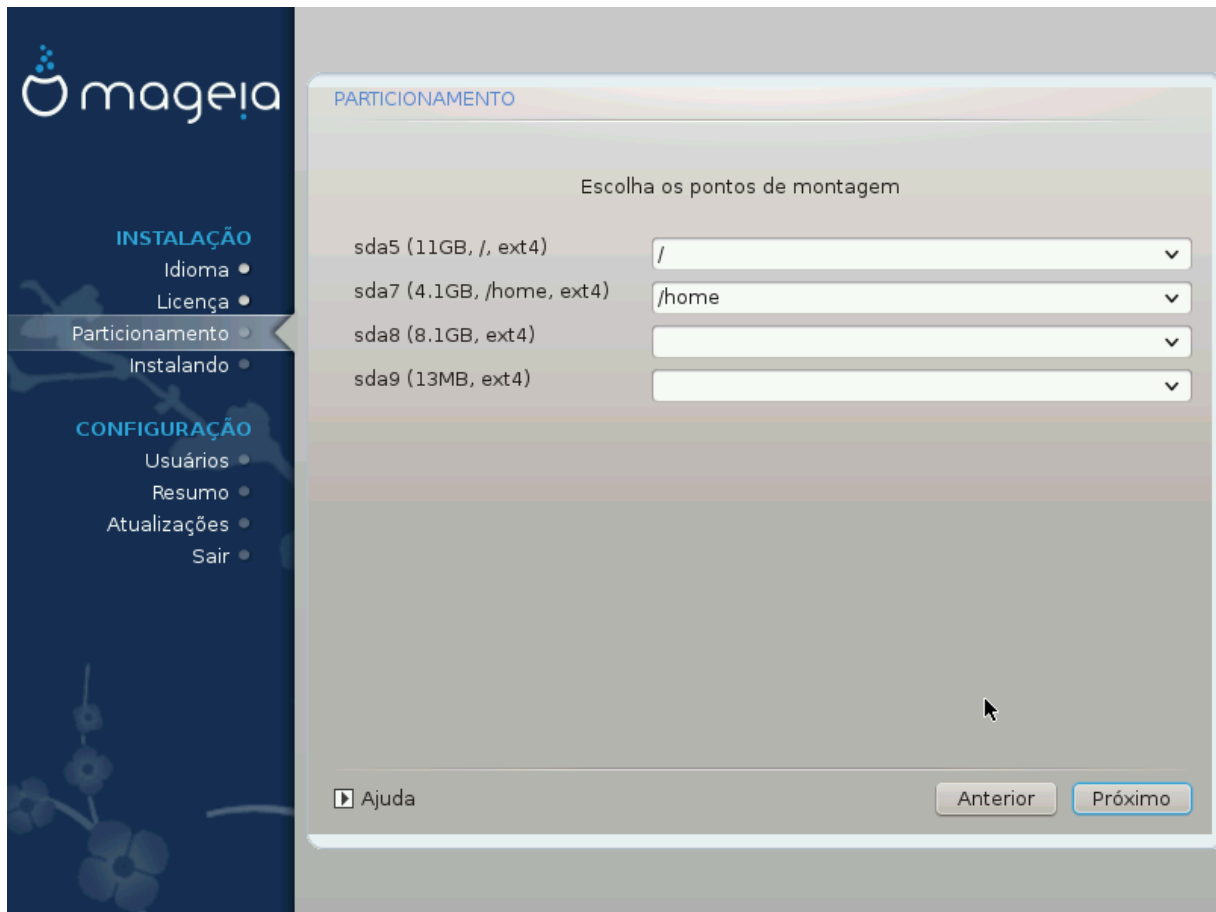 mageia
INSTALAÇÃO
Idioma
Licença
Particionamento
Instalando
CONFIGURAÇÃO
Usuários
Resumo
Atualizações
Sair
PARTICIONAMENTO
Escolha os pontos de montagem
sda5 (11GB, /, ext4) /
sda7 (4.1GB, /home, ext4) /home
sda8 (8.1GB, ext4)
sda9 (13MB, ext4)
Ajuda Anterior Próximo